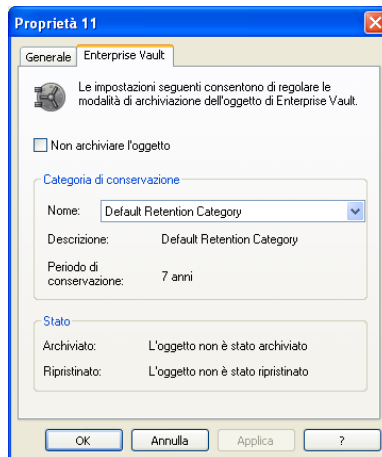 Proprietà 11
Generale
Enterprise Vault
Le impostazioni seguenti consentono di regolare le
modalità di archiviazione dell'oggetto di Enterprise Vault.
Non archiviare l'oggetto
Categoria di conservazione
Nome: Default Retention Category
Descrizione: Default Retention Category
Periodo di
conservazione: 7 anni
Stato
Archiviato: L'oggetto non è stato archiviato
Ripristinato: L'oggetto non è stato ripristinato
OK Annulla Applica ?